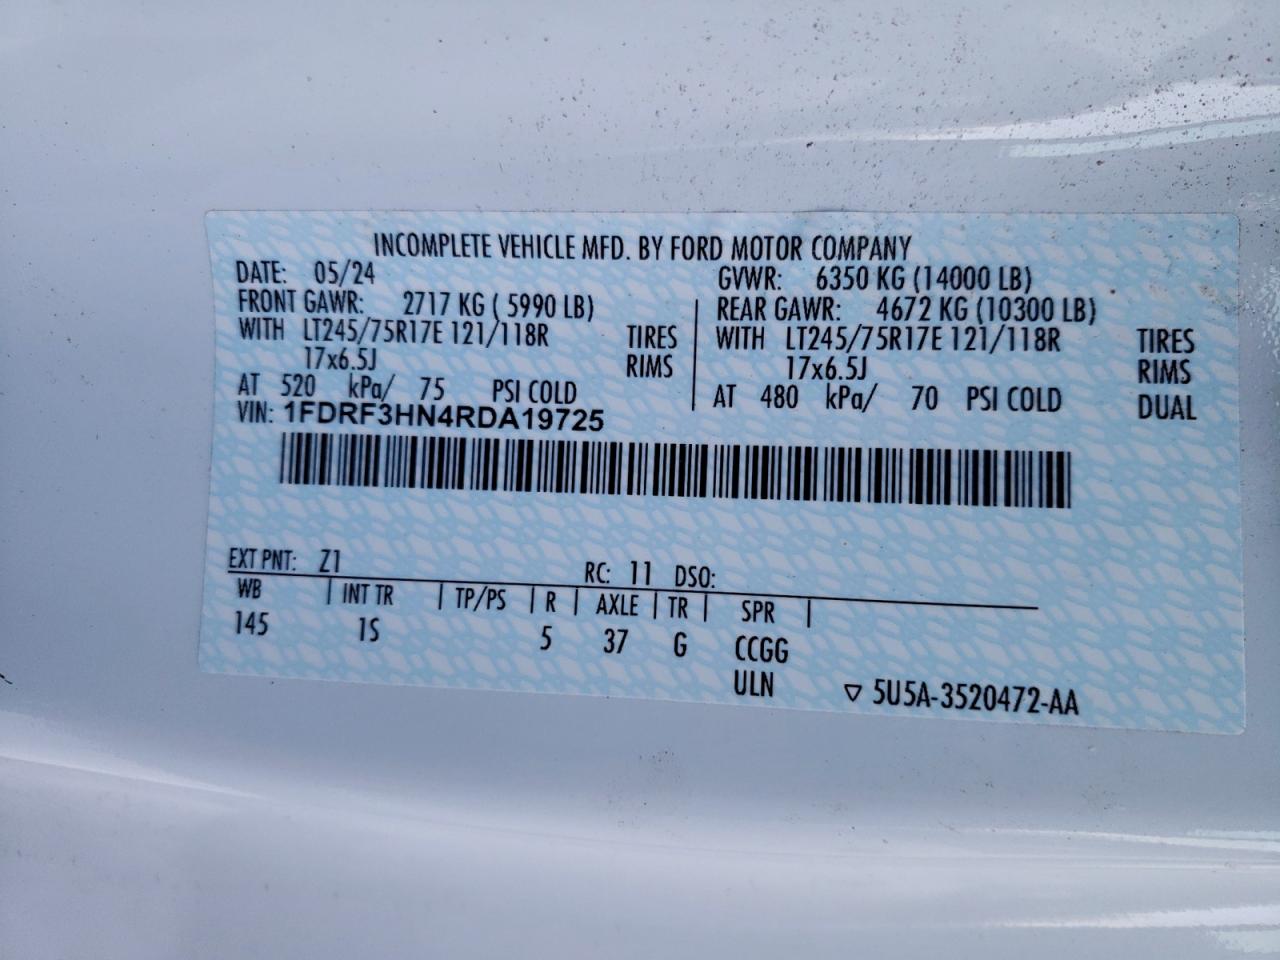 INCOMPLETE VEHICLE MFD. BY FORD MOTOR COMPANY
DATE: 05/24 GVWR: 6350 KG (14000 LB)
FRONT GAWR: 2717 KG ( 5990 LB) REAR GAWR: 4672 KG (10300 LB)
WITH LT245/75R17E 121/118R TIRES WITH LT245/75R17E 121/118R TIRES
17x6.5J RIMS 17x6.5J RIMS
AT 520 kPa/ 75 PSI COLD AT 480 kPa/ 70 PSI COLD DUAL
VIN: 1FDRF3HN4RDA19725
EXT PNT: Z1 RC: 11 DSO:
WB INT TR TP/PS R AXLE TR SPR
145 1S 5 37 G CCGG
ULN ▽ 5U5A-3520472-AA